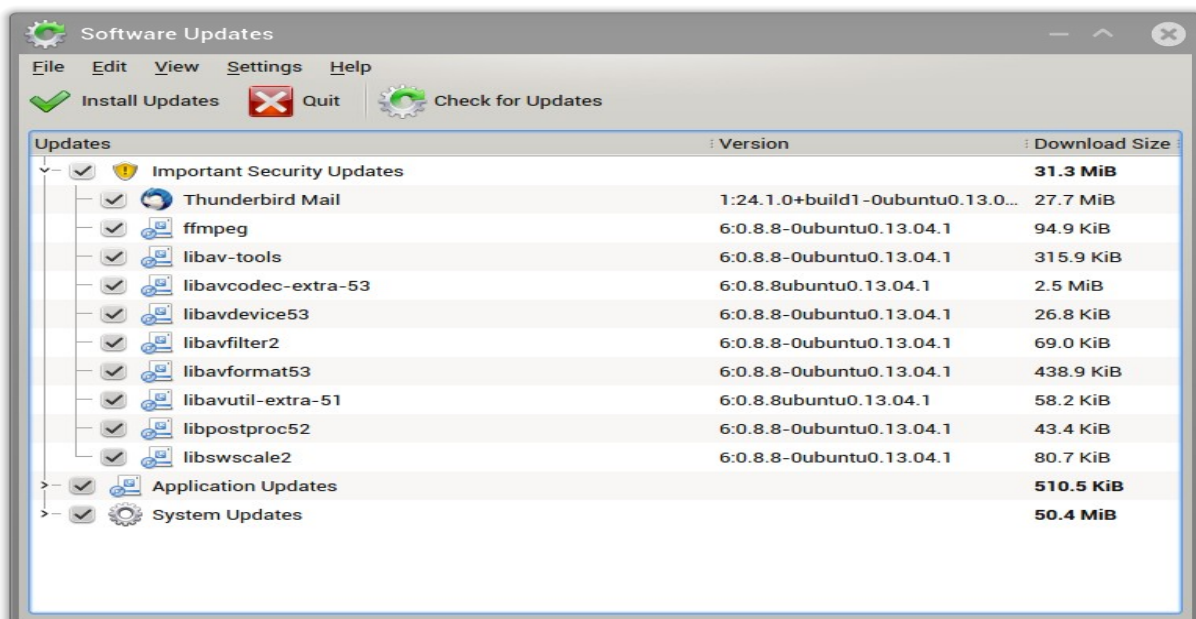 Software Updates
File Edit View Settings Help
Install Updates Quit Check for Updates
Updates Version Download Size
Important Security Updates 31.3 MiB
Thunderbird Mail 1:24.1.0+build1-0ubuntu0.13.0... 27.7 MiB
ffmpeg 6:0.8.8-0ubuntu0.13.04.1 94.9 KiB
libav-tools 6:0.8.8-0ubuntu0.13.04.1 315.9 KiB
libavcodec-extra-53 6:0.8.8ubuntu0.13.04.1 2.5 MiB
libavdevice53 6:0.8.8-0ubuntu0.13.04.1 26.8 KiB
libavfilter2 6:0.8.8-0ubuntu0.13.04.1 69.0 KiB
libavformat53 6:0.8.8-0ubuntu0.13.04.1 438.9 KiB
libavutil-extra-51 6:0.8.8ubuntu0.13.04.1 58.2 KiB
libpostproc52 6:0.8.8-0ubuntu0.13.04.1 43.4 KiB
libswscale2 6:0.8.8-0ubuntu0.13.04.1 80.7 KiB
Application Updates 510.5 KiB
System Updates 50.4 MiB